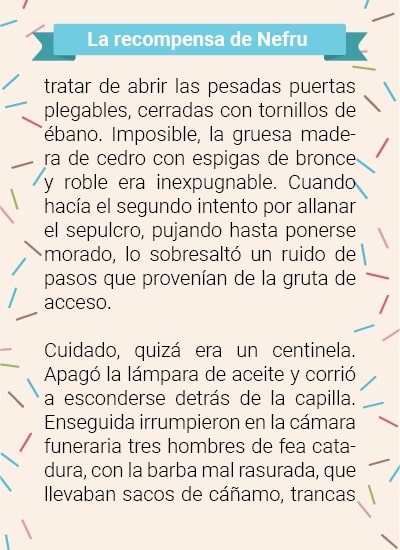 La recompensa de Nefru
tratar de abrir las pesadas puertas
plegables, cerradas con tornillos de
ébano. Imposible, la gruesa made-
ra de cedro con espigas de bronce
y roble era inexpugnable. Cuando
hacía el segundo intento por allanar
el sepulcro, pujando hasta ponerse
morado, lo sobresaltó un ruido de
pasos que provenían de la gruta de
acceso.
Cuidado, quizá era un centinela.
Apagó la lámpara de aceite y corrió
a esconderse detrás de la capilla.
Enseguida irrumpieron en la cámara
funeraria tres hombres de fea cata-
dura, con la barba mal rasurada, que
llevaban sacos de cáñamo, trancas